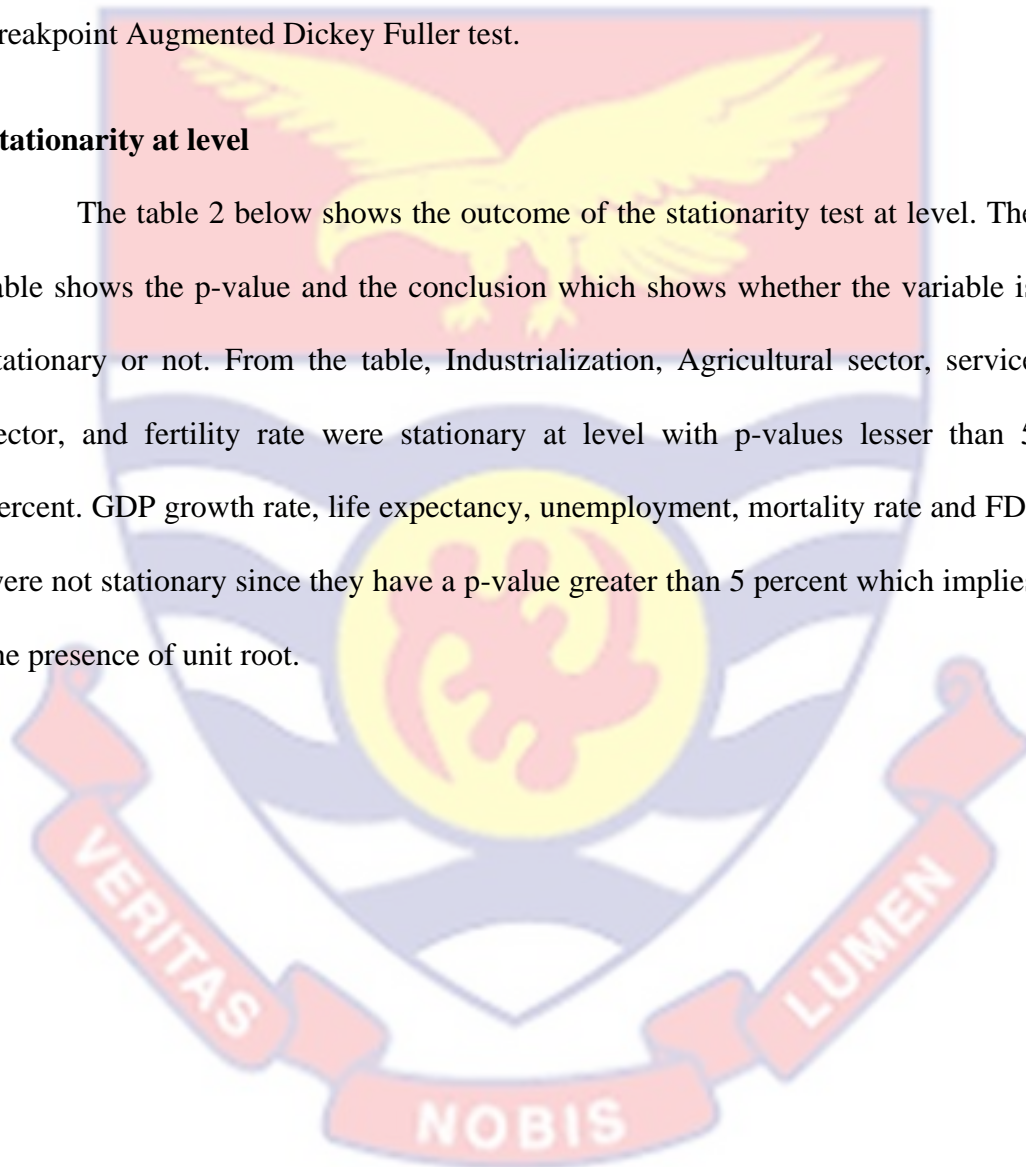 reakpoint Augmented Dickey Fuller test.
tationarity at level
The table 2 below shows the outcome of the stationarity test at level. The
able shows the p-value and the conclusion which shows whether the variable is
tationary or not. From the table, Industrialization, Agricultural sector, service
ector, and fertility rate were stationary at level with p-values lesser than 5
ercent. GDP growth rate, life expectancy, unemployment, mortality rate and FD
were not stationary since they have a p-value greater than 5 percent which implies
he presence of unit root.
VERITAS
NOBIS
LUMEN